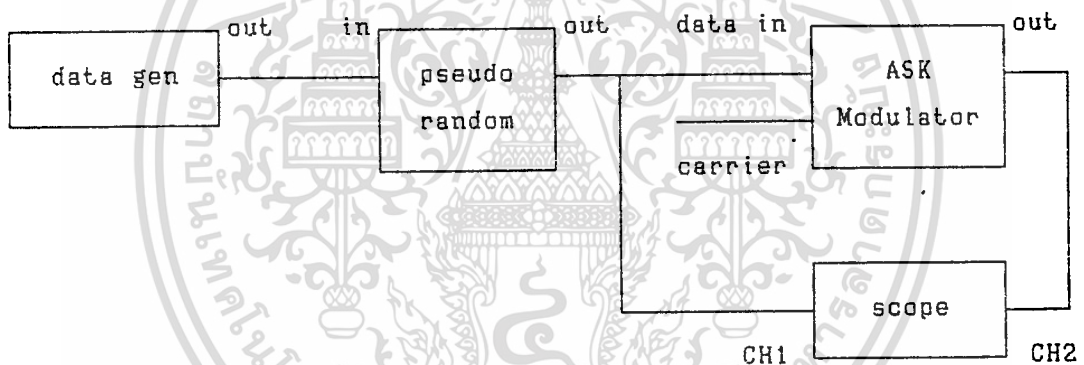 out in out data in out
data gen pseudo ASK
random Modulator
carrier
scope
CH1 CH2